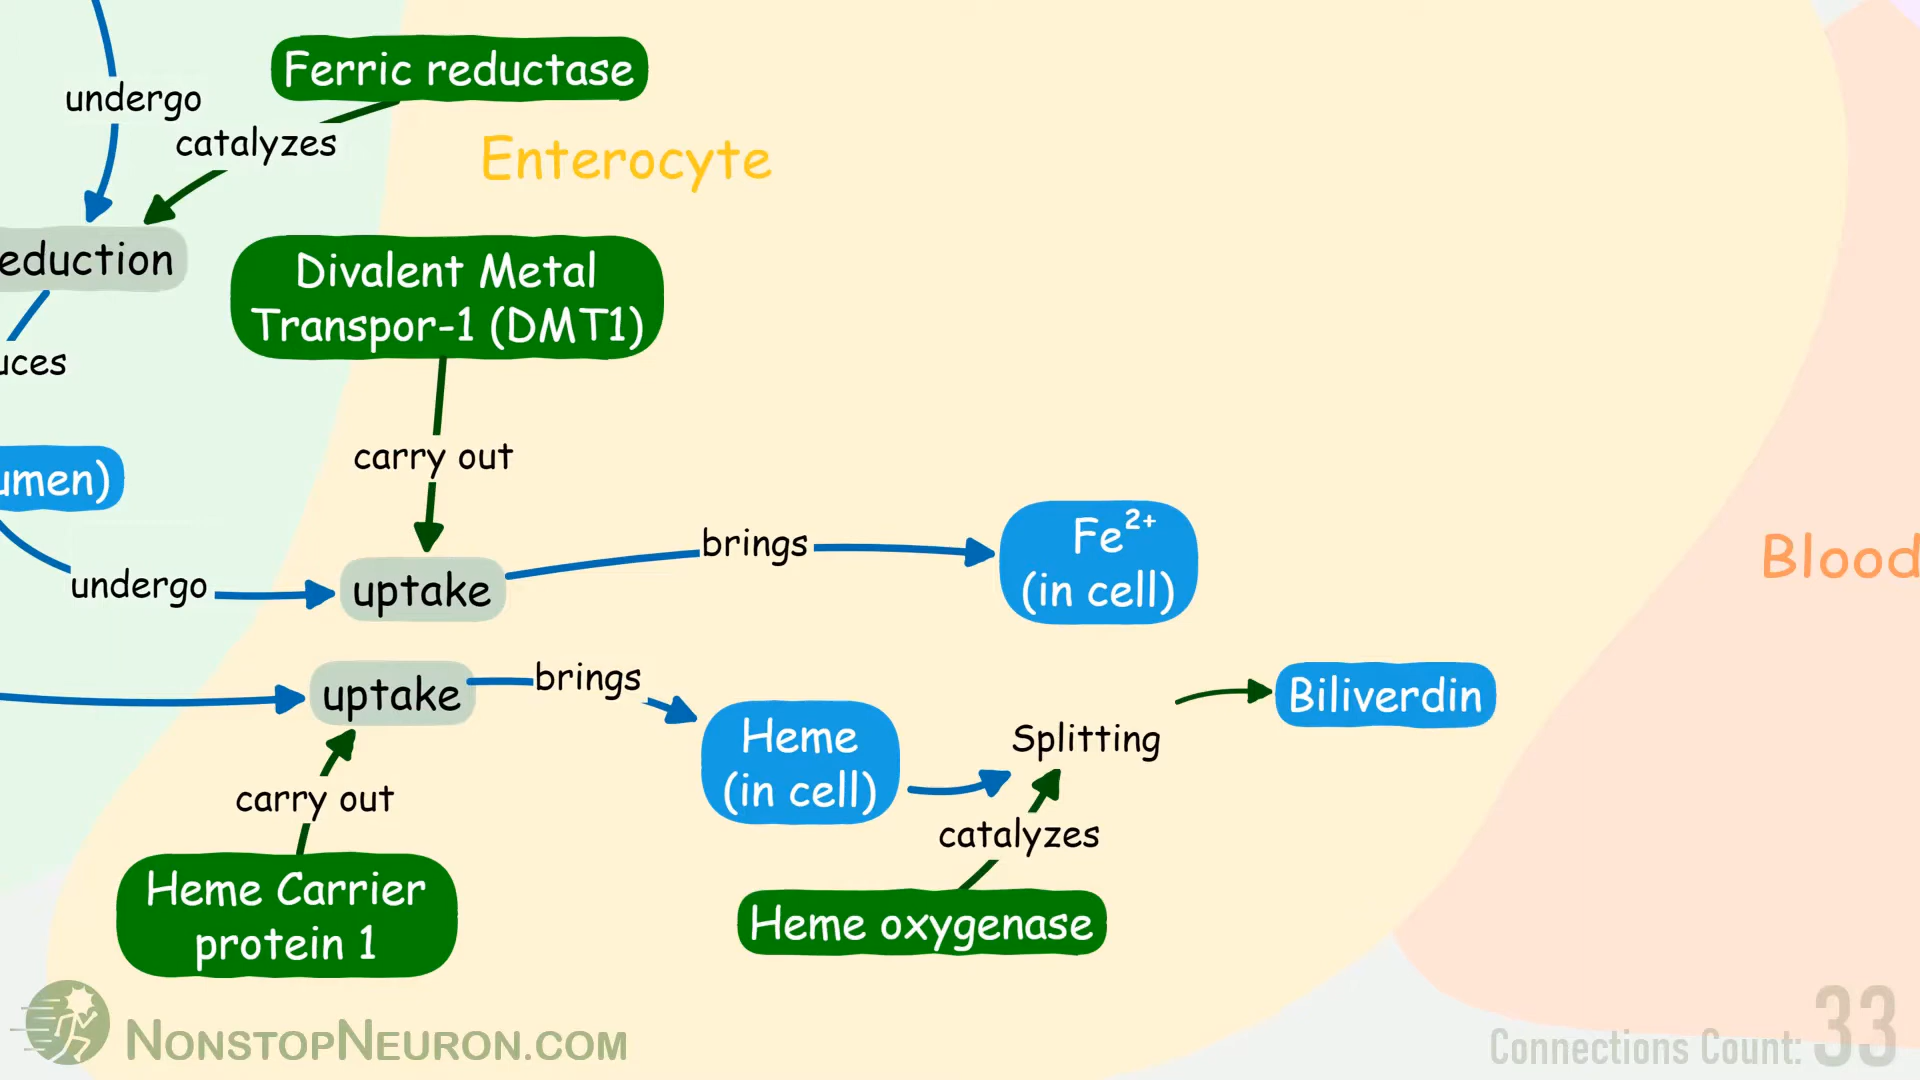 Ferric reductase
undergo
catalyzes
Enterocyte
eduction
Divalent Metal
Transpor-1 (DMT1)
uces
carry out
umen)
brings
Fe²⁺
(in cell)
Blood
undergo
uptake
uptake
brings
Biliverdin
Heme
(in cell)
Splitting
carry out
catalyzes
Heme Carrier
protein 1
Heme oxygenase
NONSTOPNEURON.COM
Connections Count: 33